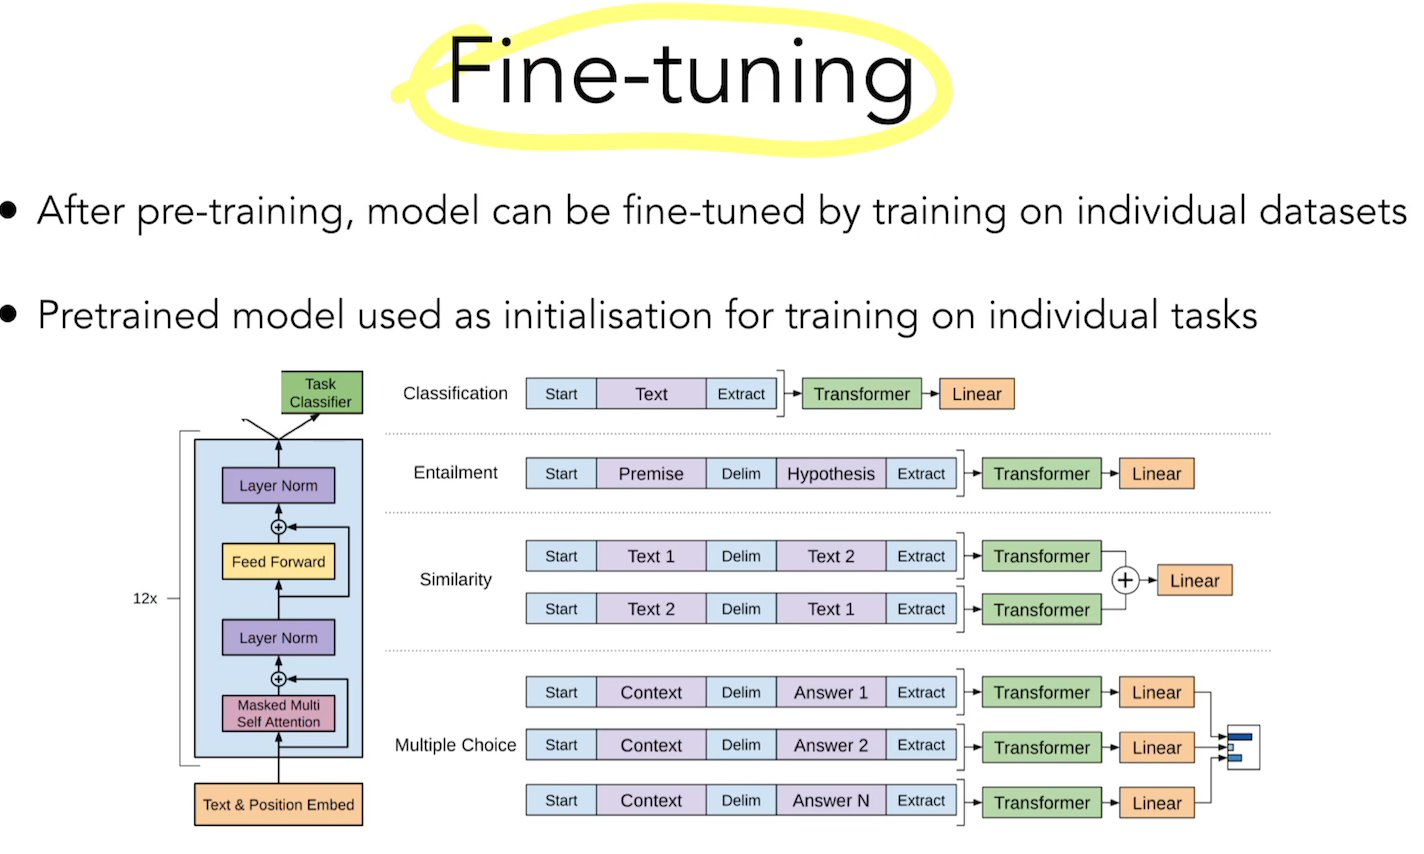 Fine-tuning
• After pre-training, model can be fine-tuned by training on individual datasets
• Pretrained model used as initialisation for training on individual tasks
Task
Classifier
Layer Norm
Feed Forward
12x
Layer Norm
Masked Multi
Self Attention
Text & Position Embed
Classification Start Text Extract Transformer Linear
Entailment Start Premise Delim Hypothesis Extract Transformer Linear
Similarity
Start Text 1 Delim Text 2 Extract Transformer
Start Text 2 Delim Text 1 Extract Transformer
+ Linear
Start Context Delim Answer 1 Extract Transformer Linear
Multiple Choice Start Context Delim Answer 2 Extract Transformer Linear
Start Context Delim Answer N Extract Transformer Linear